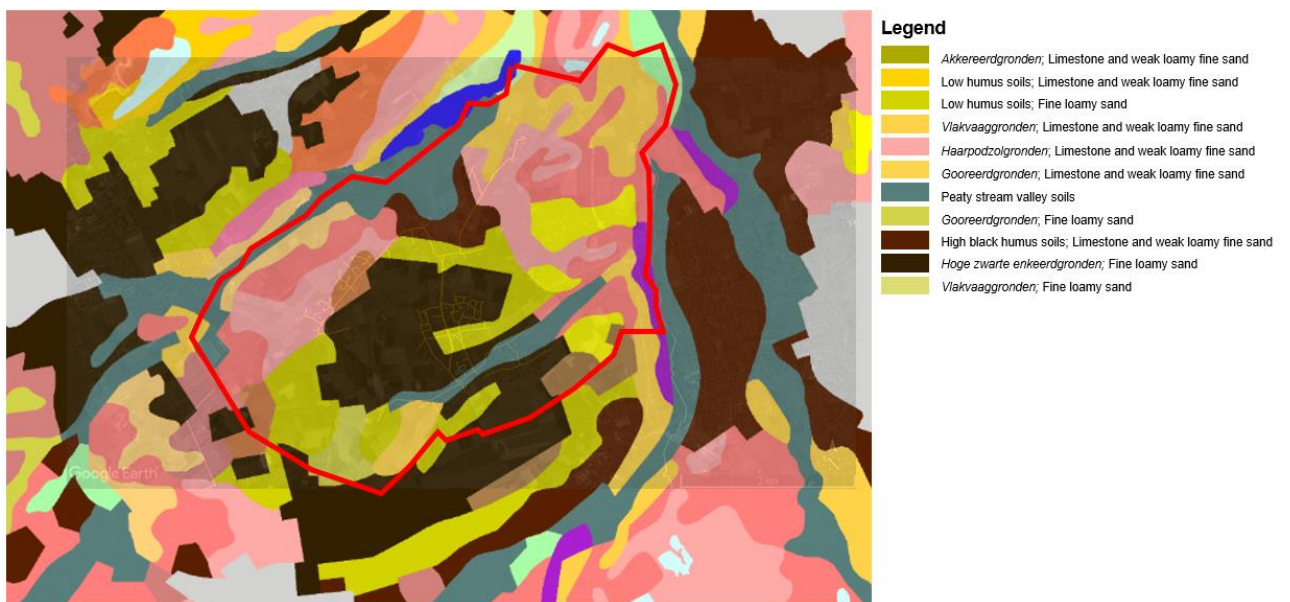 Legend
Akkereerdgronden; Limestone and weak loamy fine sand
Low humus soils; Limestone and weak loamy fine sand
Low humus soils; Fine loamy sand
Vlakvaaggronden; Limestone and weak loamy fine sand
Haarpodzolgronden; Limestone and weak loamy fine sand
Gooreerdgronden; Limestone and weak loamy fine sand
Peaty stream valley soils
Gooreerdgronden; Fine loamy sand
High black humus soils; Limestone and weak loamy fine sand
Hoge zwarte enkeerdgronden; Fine loamy sand
Vlakvaaggronden; Fine loamy sand
Google Earth
2 km
N